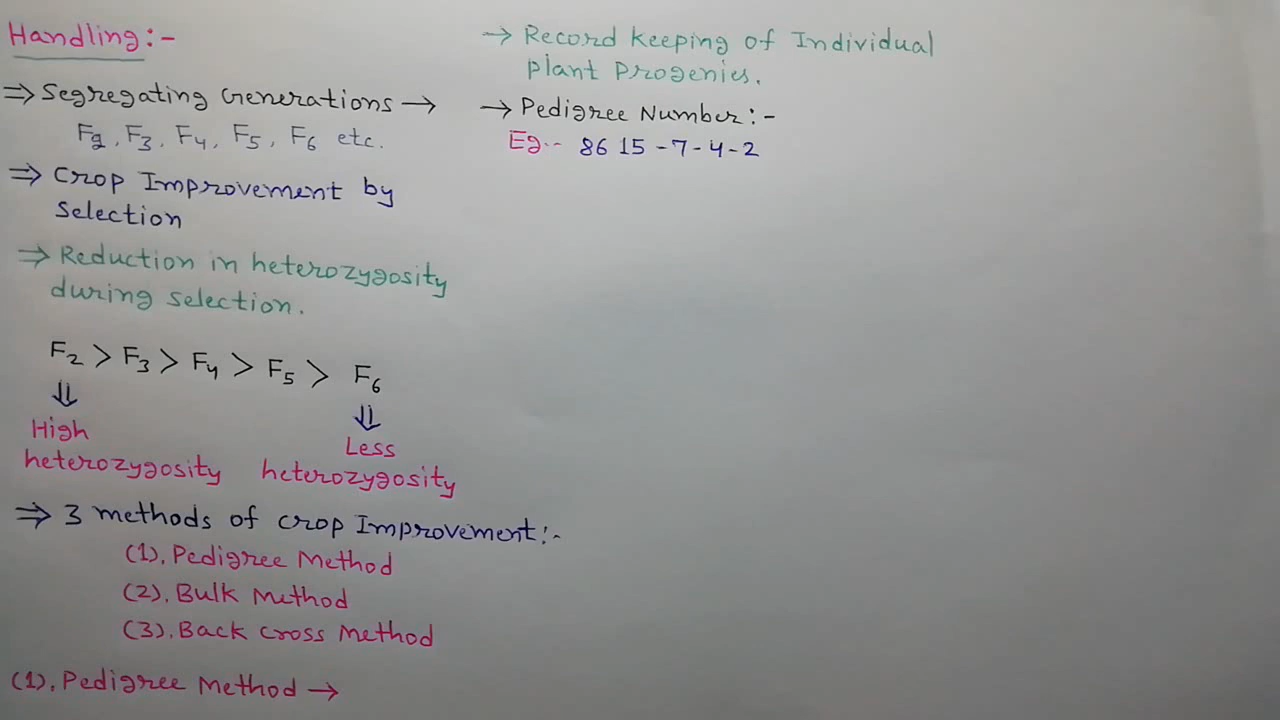 Handling:-
⇒ Segregating Generations →
F2, F3, F4, F5, F6 etc.
⇒ Crop Improvement by
Selection
⇒ Reduction in heterozygosity
during selection.
F2 > F3 > F4 > F5 > F6
⇓ ⇓
High Less
heterozygosity heterozygosity
⇒ 3 methods of crop Improvement:-
(1). Pedigree Method
(2). Bulk Method
(3). Back Cross Method
(1). Pedigree Method →
→ Record keeping of Individual
plant progenies.
→ Pedigree Number:-
Eg.- 86 15 -7-4-2